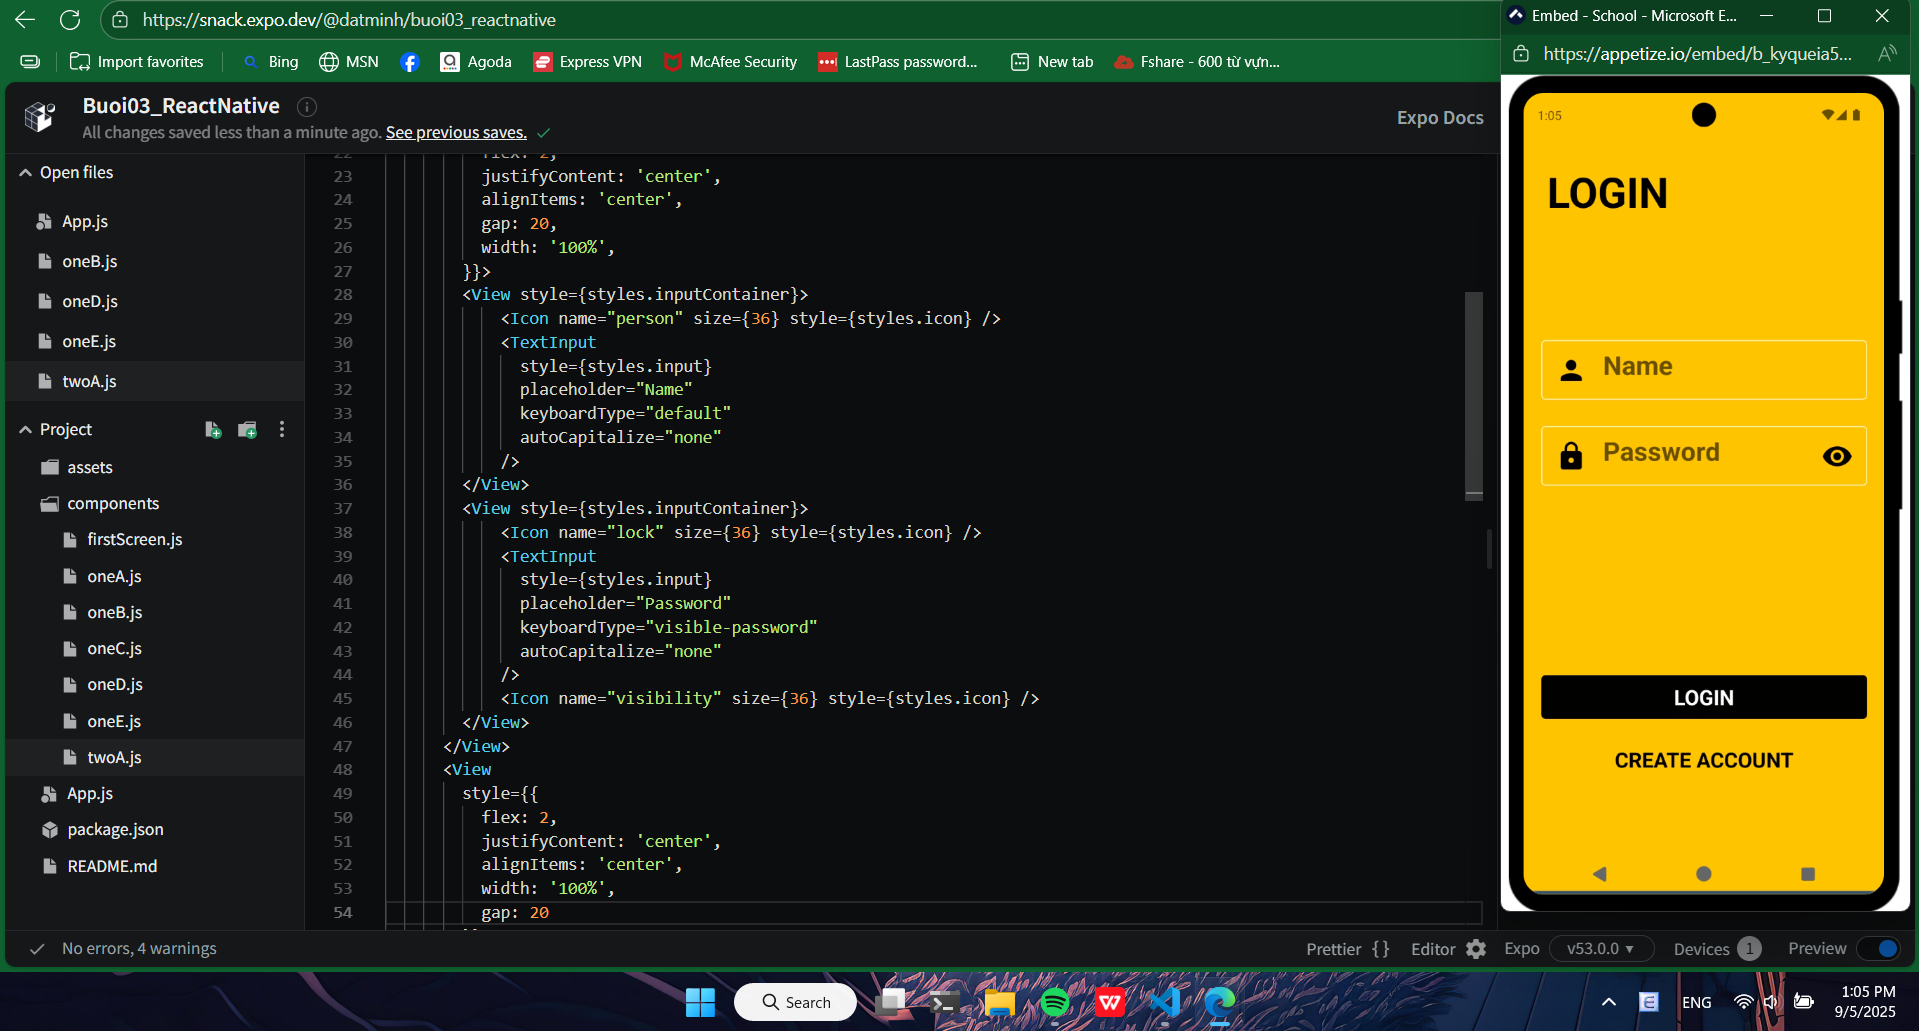 https://snack.expo.dev/@datminh/buoi03_reactnative
Import favorites
Bing
MSN
Agoda
Express VPN
McAfee Security
LastPass password...
New tab
Fshare - 600 từ vựn...
Buoi03_ReactNative
All changes saved less than a minute ago. See previous saves.
Expo Docs
Open files
App.js
oneB.js
oneD.js
oneE.js
twoA.js
Project
assets
components
firstScreen.js
oneA.js
oneB.js
oneC.js
oneD.js
oneE.js
twoA.js
App.js
package.json
README.md
22 flex: 2,
23 justifyContent: 'center',
24 alignItems: 'center',
25 gap: 20,
26 width: '100%',
27 }}>
28 <View style={styles.inputContainer}>
29 <Icon name="person" size={36} style={styles.icon} />
30 <TextInput
31 style={styles.input}
32 placeholder="Name"
33 keyboardType="default"
34 autoCapitalize="none"
35 />
36 </View>
37 <View style={styles.inputContainer}>
38 <Icon name="lock" size={36} style={styles.icon} />
39 <TextInput
40 style={styles.input}
41 placeholder="Password"
42 keyboardType="visible-password"
43 autoCapitalize="none"
44 />
45 <Icon name="visibility" size={36} style={styles.icon} />
46 </View>
47 </View>
48 <View
49 style={{
50 flex: 2,
51 justifyContent: 'center',
52 alignItems: 'center',
53 width: '100%',
54 gap: 20
No errors, 4 warnings
Prettier {}
Editor
Expo
v53.0.0
Devices 1
Preview
Embed - School - Microsoft E...
https://appetize.io/embed/b_kyqueia5...
1:05
LOGIN
Name
Password
LOGIN
CREATE ACCOUNT
Search
ENG
1:05 PM
9/5/2025